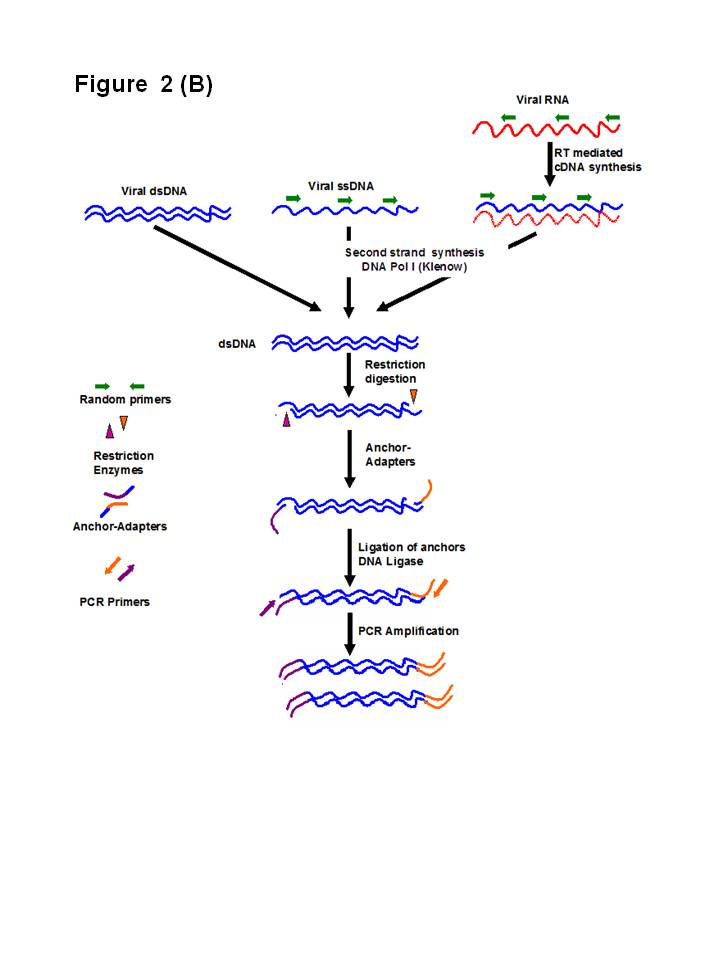 Figure 2 (B)
Viral RNA
RT mediated
cDNA synthesis
Viral dsDNA
Viral ssDNA
Second strand synthesis
DNA Pol I (Klenow)
dsDNA
Restriction
digestion
Random primers
Restriction
Enzymes
Anchor-
Adapters
Anchor-Adapters
Ligation of anchors
DNA Ligase
PCR Primers
PCR Amplification